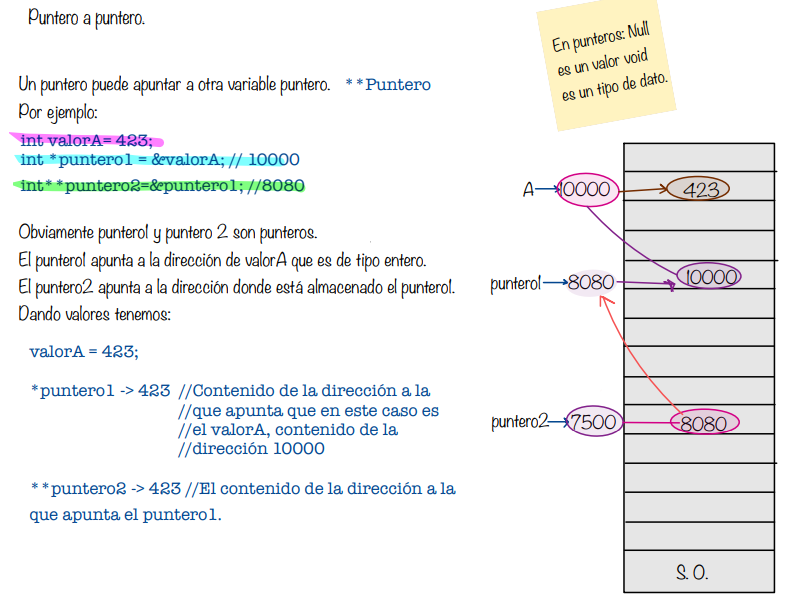 Puntero a puntero.
En punteros: Null
es un valor void
es un tipo de dato.
Un puntero puede apuntar a otra variable puntero. **Puntero
Por ejemplo:
int valorA= 423;
int *puntero1 = &valorA; // 10000
int**puntero2=&puntero1; //8080
Obviamente puntero1 y puntero 2 son punteros.
El puntero1 apunta a la dirección de valorA que es de tipo entero.
El puntero2 apunta a la dirección donde está almacenado el puntero1.
Dando valores tenemos:
valorA = 423;
*puntero1 -> 423 //Contenido de la dirección a la
//que apunta que en este caso es
//el valorA, contenido de la
//dirección 10000
**puntero2 -> 423 //El contenido de la dirección a la
que apunta el puntero1.
A 10000 423
puntero1 8080 10000
puntero2 7500 8080
S. O.